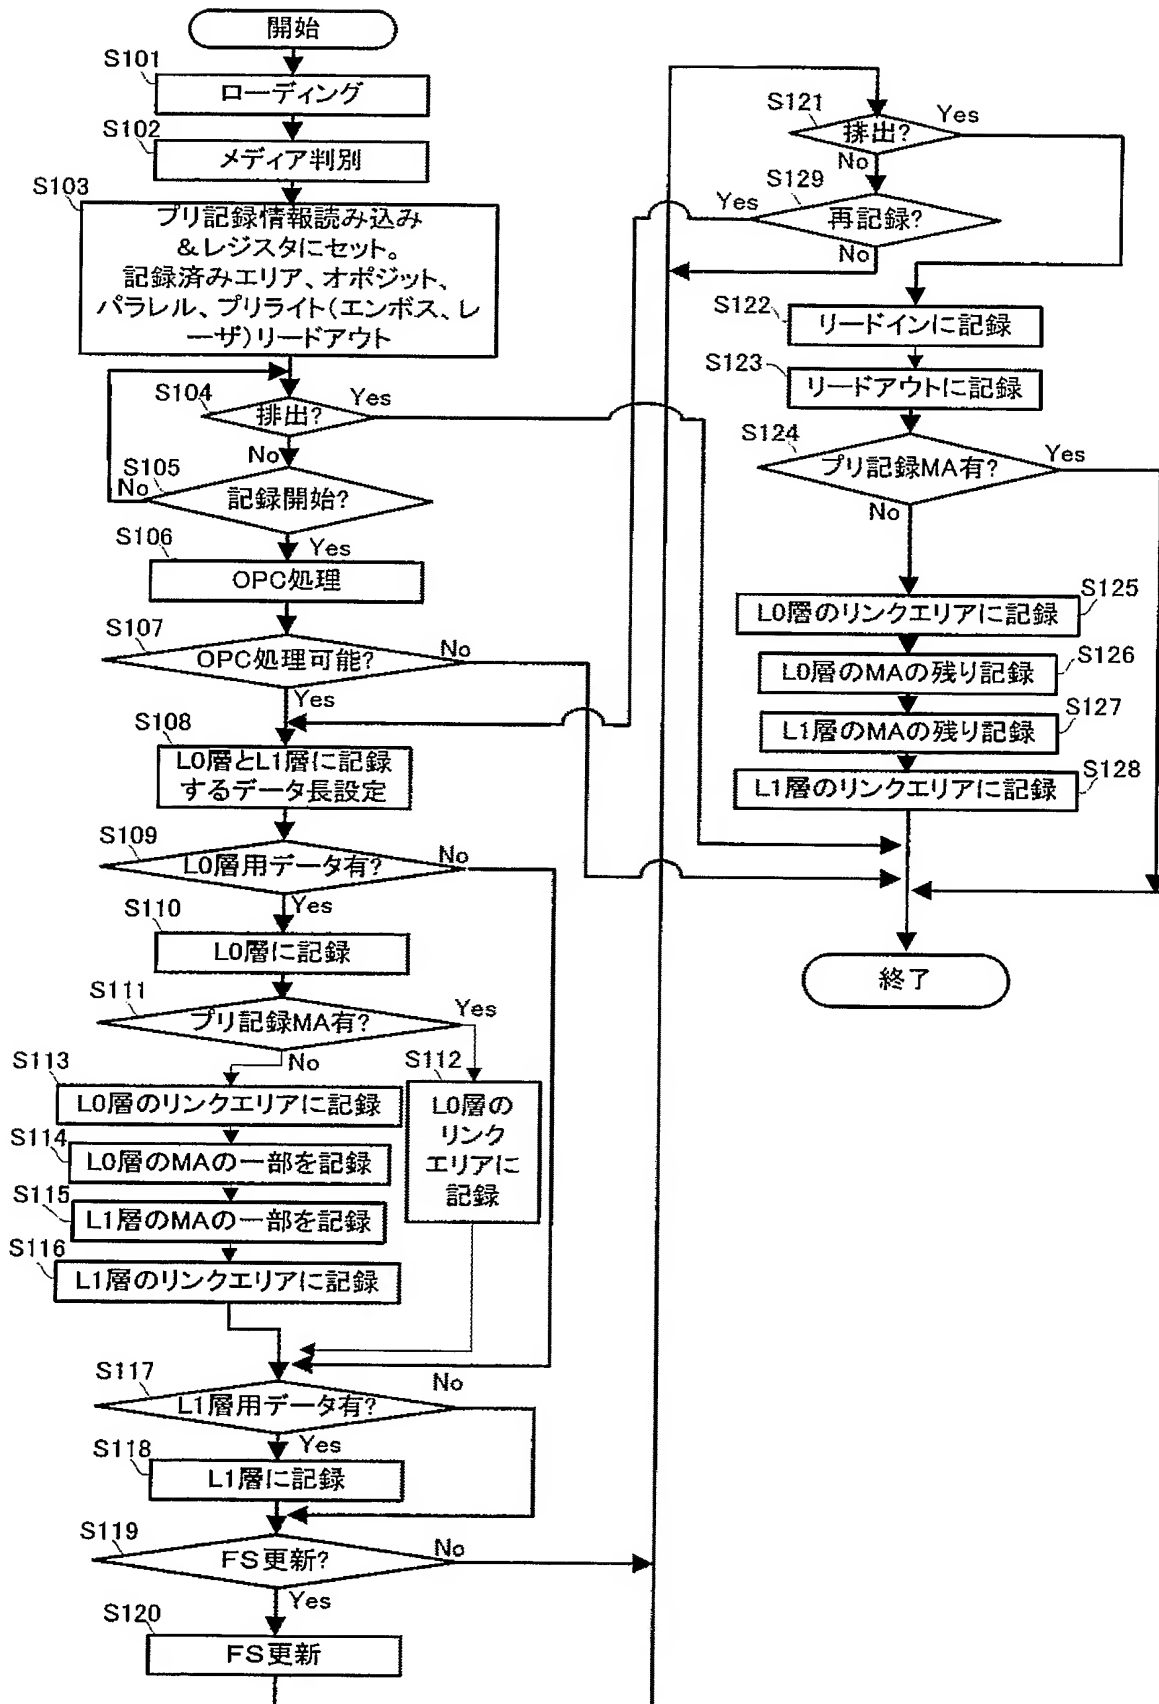 開始
S101
ローディング
S102
メディア判別
S103
プリ記録情報読み込み
&レジスタにセット。
記録済みエリア、オポジット、
パラレル、プリライト(エンボス、レ
ーザ)リードアウト
S104
排出?
Yes
No
S105
No
記録開始?
Yes
S106
OPC処理
S107
OPC処理可能?
No
Yes
S108
L0層とL1層に記録
するデータ長設定
S109
L0層用データ有?
No
Yes
S110
L0層に記録
S111
プリ記録MA有?
Yes
No
S112
L0層の
リンク
エリアに
記録
S113
L0層のリンクエリアに記録
S114
L0層のMAの一部を記録
S115
L1層のMAの一部を記録
S116
L1層のリンクエリアに記録
S117
L1層用データ有?
No
Yes
S118
L1層に記録
S119
FS更新?
No
Yes
S120
FS更新
S121
排出?
Yes
No
S129
再記録?
Yes
No
S122
リードインに記録
S123
リードアウトに記録
S124
プリ記録MA有?
Yes
No
S125
L0層のリンクエリアに記録
S126
L0層のMAの残り記録
S127
L1層のMAの残り記録
S128
L1層のリンクエリアに記録
終了